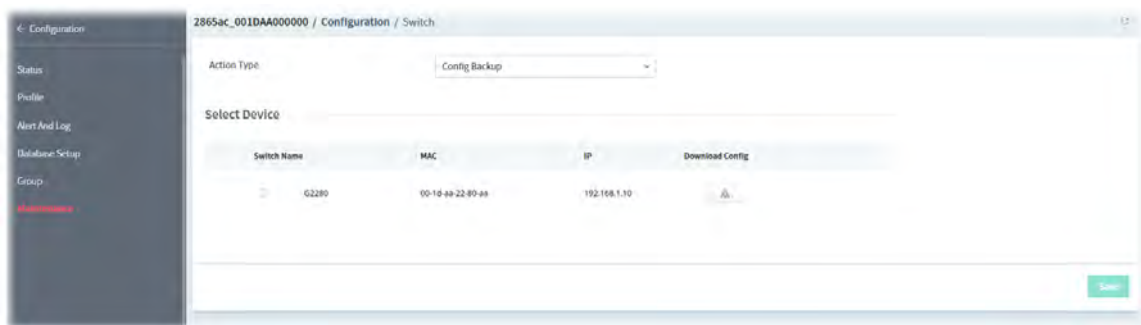 ← Configuration
2865ac_001DAA000000 / Configuration / Switch
Status
Profile
Alert And Log
Database Setup
Group
Action Type
Config Backup
Select Device
Switch Name MAC IP Download Config
G2280 00-1d-aa-22-80-aa 192.168.1.10
Save